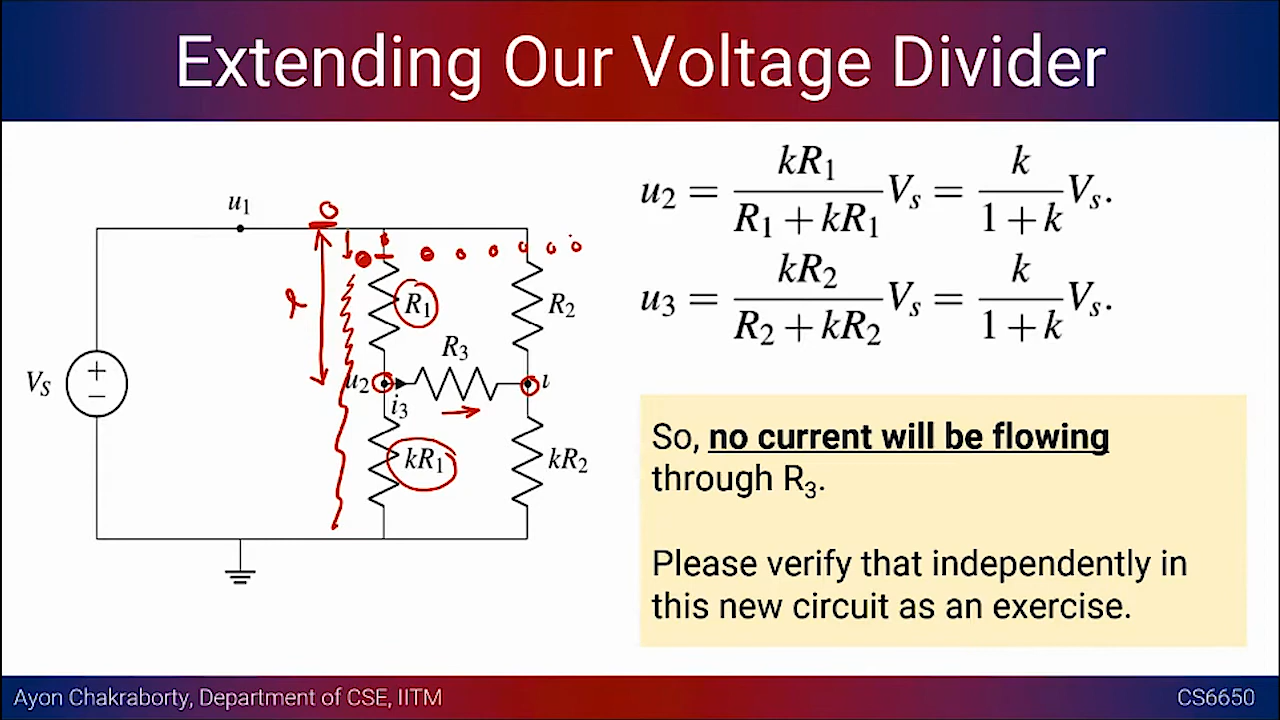 Extending Our Voltage Divider
u₁
u₂ = kR₁ / (R₁ + kR₁) Vₛ = k / (1 + k) Vₛ.
u₃ = kR₂ / (R₂ + kR₂) Vₛ = k / (1 + k) Vₛ.
R₁
R₂
R₃
Vₛ
+
−
u₂
i₃
kR₁
kR₂
So, no current will be flowing
through R₃.
Please verify that independently in
this new circuit as an exercise.
Ayon Chakraborty, Department of CSE, IITM
CS6650